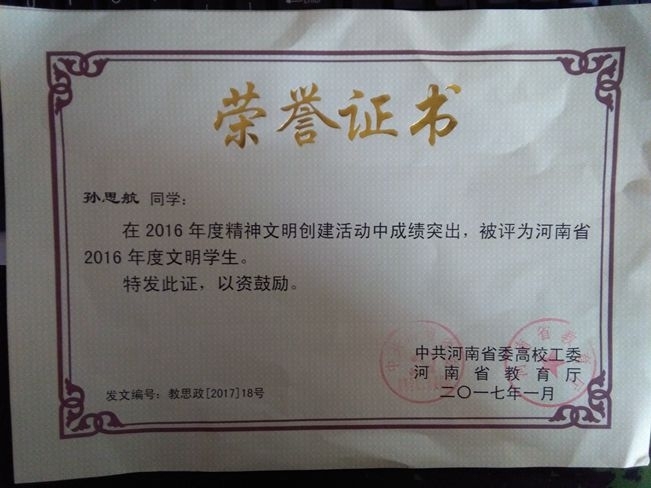 荣誉证书
孙思航 同学：
在 2016 年度精神文明创建活动中成绩突出，被评为河南省
2016 年度文明学生。
特发此证，以资鼓励。
中共河南省委高校工委
河南省教育厅
发文编号：教思政[2017]18号
二〇一七年一月